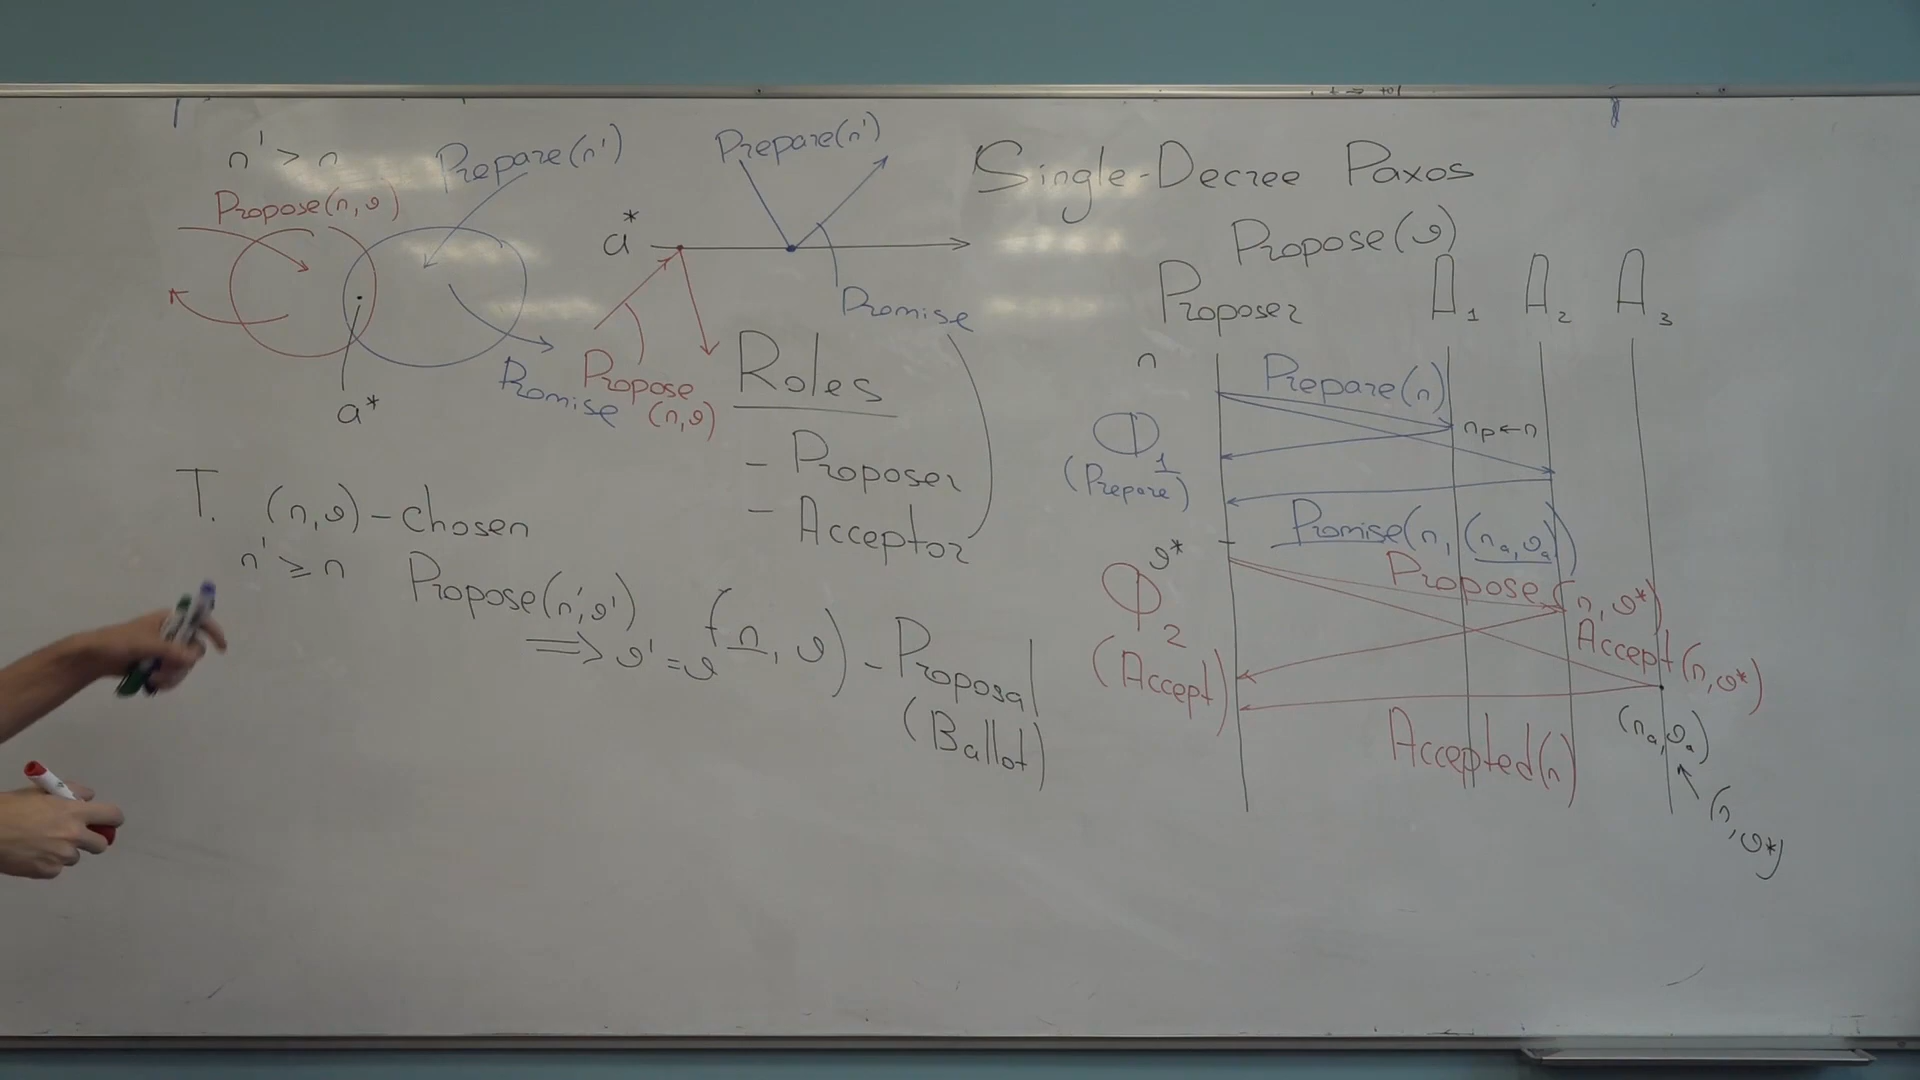 n' > n
Propose(n, v)
Prepare(n')
a*
Promise
Prepare(n')
a*
Promise
Propose
(n, v)
Roles
- Proposer
- Acceptor
T. (n, v) - chosen
n' ≥ n Propose(n', v')
⟹ v' = v
(n, v) - Proposal
(Ballot)
Single-Decree Paxos
Propose(v)
Proposer A1 A2 A3
n
Prepare(n)
Φ1
(Prepare)
np ← n
Promise(n, (na, va))
v*
Propose(n, v*)
Φ2
(Accept)
Accept(n, v*)
Accepted(n)
(na, va)
(n, v*)